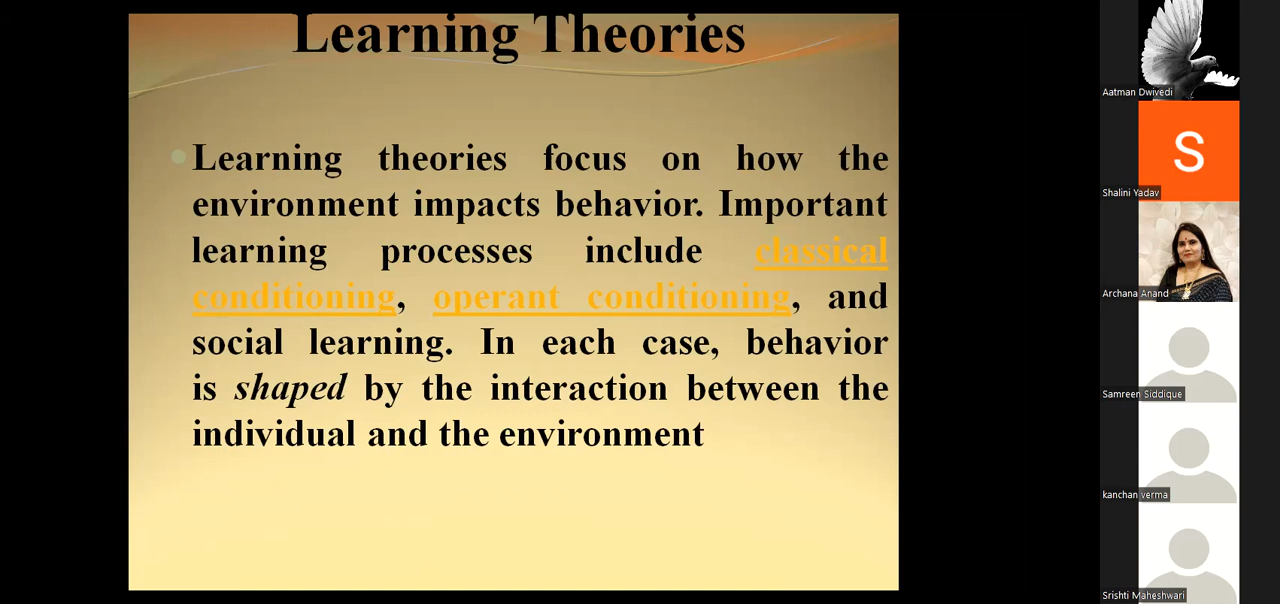 Learning Theories
Learning theories focus on how the
environment impacts behavior. Important
learning processes include classical
conditioning, operant conditioning, and
social learning. In each case, behavior
is shaped by the interaction between the
individual and the environment
Aatman Dwivedi
S
Shalini Yadav
Archana Anand
Samreen Siddique
kanchan verma
Srishti Maheshwari